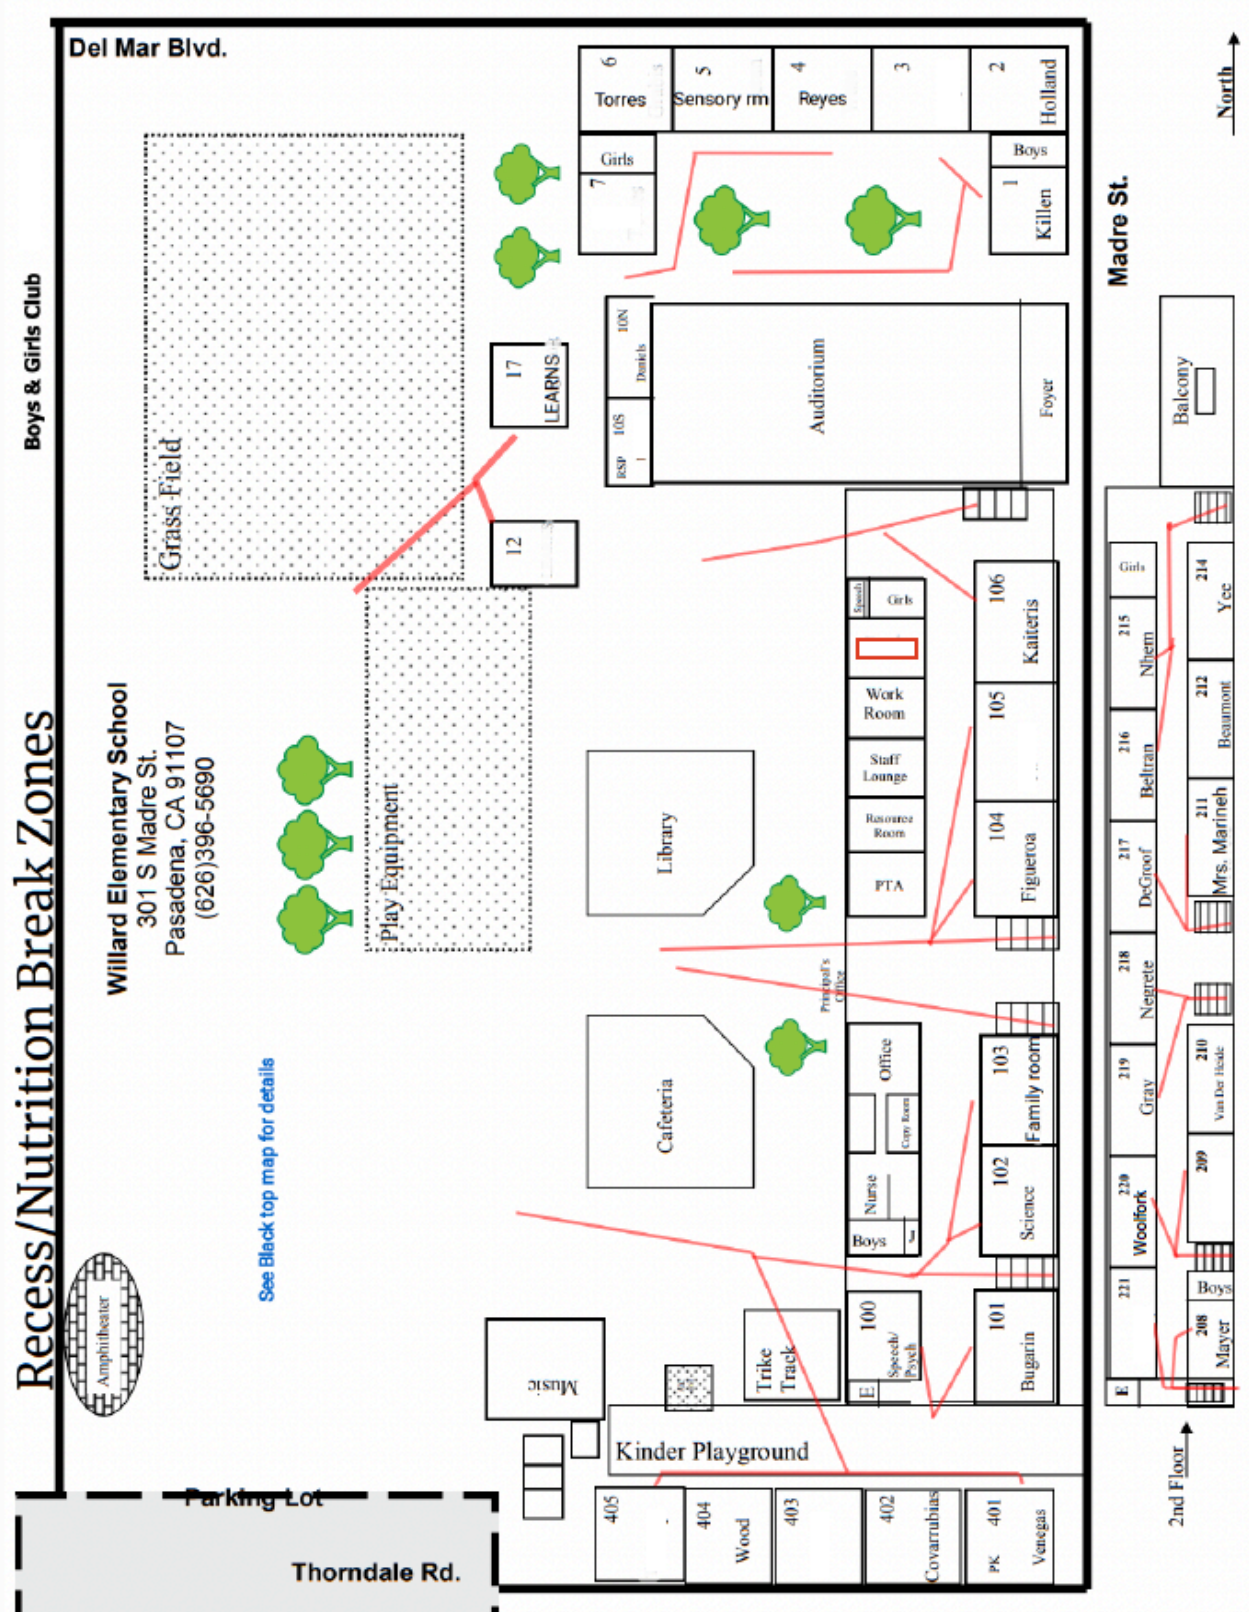 Recess/Nutrition Break Zones
Boys & Girls Club
Del Mar Blvd.
Willard Elementary School
301 S Madre St.
Pasadena, CA 91107
(626)396-5690
See Black top map for details
Grass Field
Play Equipment
Amphitheater
Parking Lot
Thorndale Rd.
6
Torres
5
Sensory rm
4
Reyes
3
2
Holland
Girls
7
Boys
1
Killen
17
LEARNS
12
10N
Daniels
10S
RSP
Auditorium
Foyer
Library
Cafeteria
Principal's
Office
Speech
Girls
Work
Room
Staff
Lounge
Resource
Room
PTA
Office
Copy Room
Nurse
Boys
106
Kaiteris
105
104
Figueroa
103
Family room
102
Science
101
Bugarin
100
Speech/
Psych
E
Music
Trike
Track
Kinder Playground
405
404
Wood
403
402
Covarrubias
401
PK
Venegas
North
Madre St.
Balcony
Girls
215
Nhem
216
Beltran
217
DeGroof
218
Negrete
219
Gray
220
Woolfork
221
E
214
Yee
212
Beaumont
211
Mrs. Marineh
210
Van Der Heide
209
Boys
208
Mayer
2nd Floor